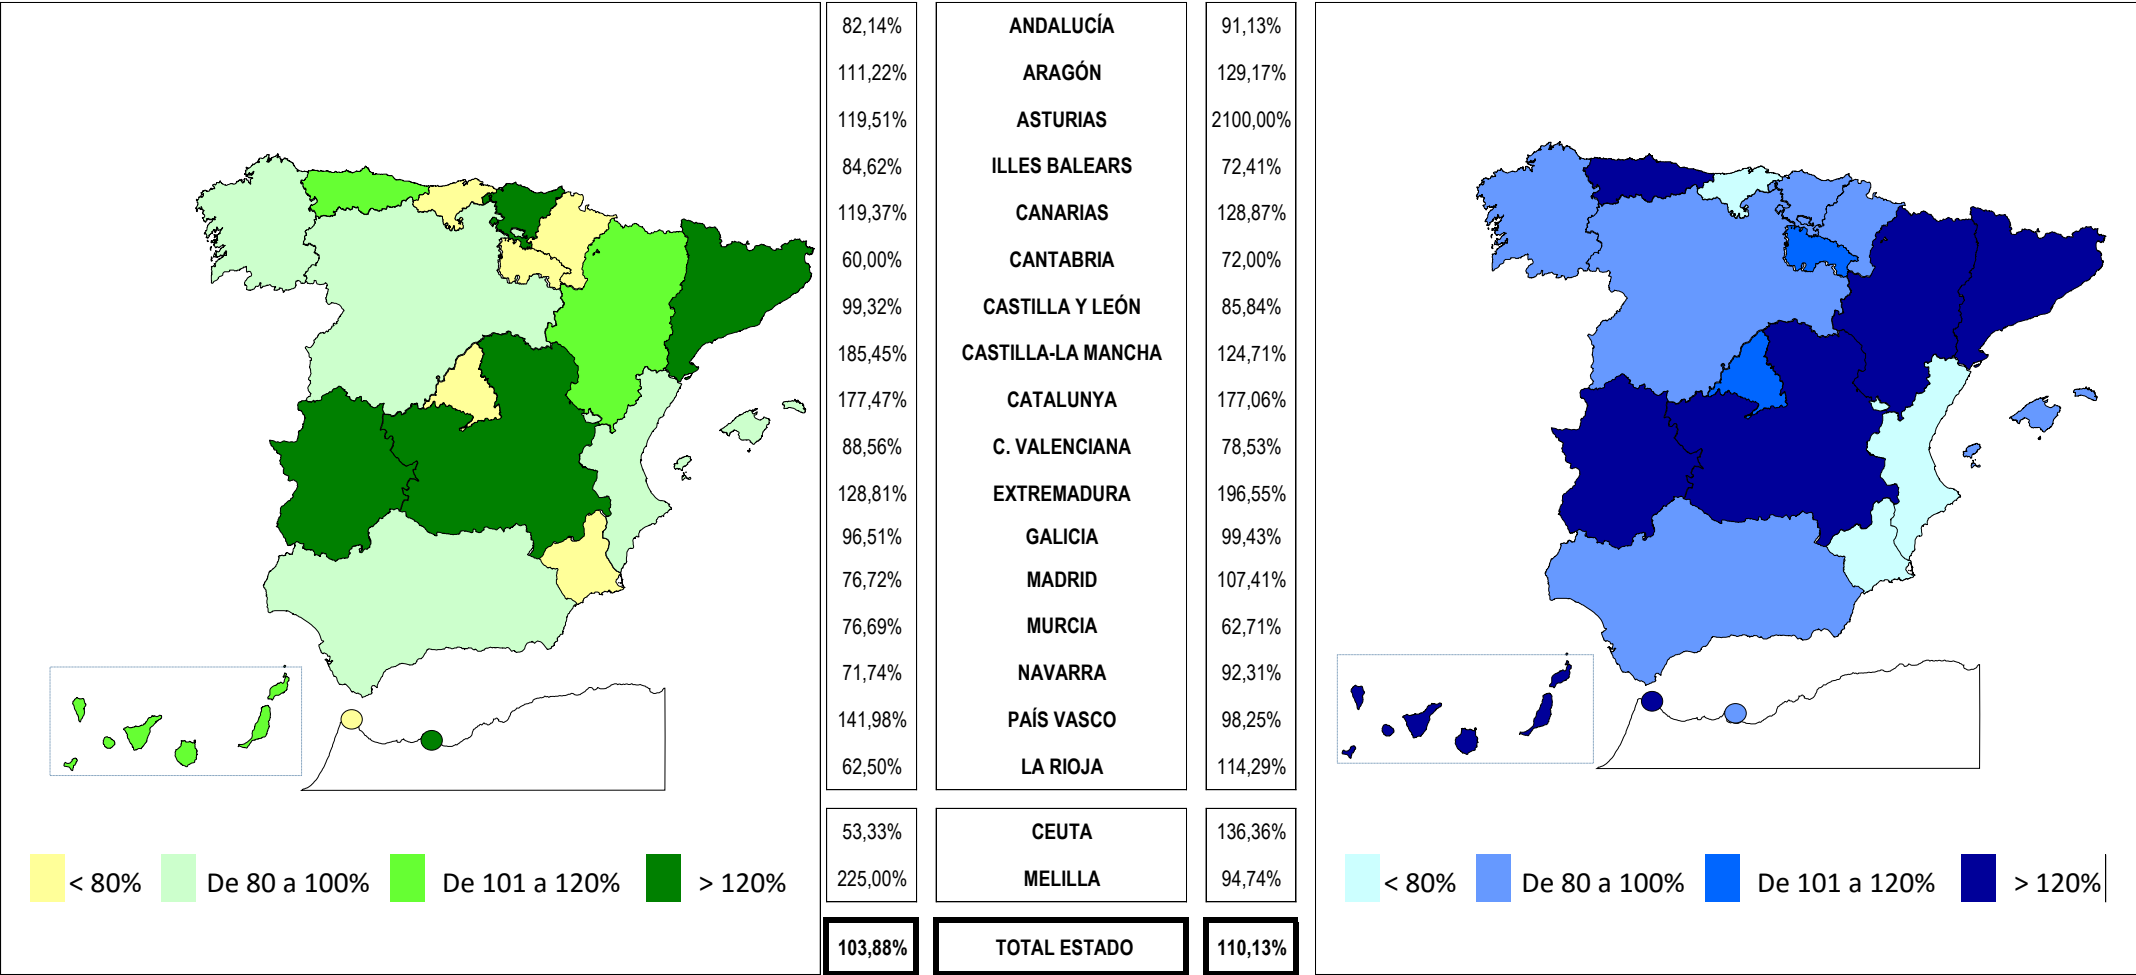 82,14% ANDALUCÍA 91,13%
111,22% ARAGÓN 129,17%
119,51% ASTURIAS 2100,00%
84,62% ILLES BALEARS 72,41%
119,37% CANARIAS 128,87%
60,00% CANTABRIA 72,00%
99,32% CASTILLA Y LEÓN 85,84%
185,45% CASTILLA-LA MANCHA 124,71%
177,47% CATALUNYA 177,06%
88,56% C. VALENCIANA 78,53%
128,81% EXTREMADURA 196,55%
96,51% GALICIA 99,43%
76,72% MADRID 107,41%
76,69% MURCIA 62,71%
71,74% NAVARRA 92,31%
141,98% PAÍS VASCO 98,25%
62,50% LA RIOJA 114,29%
53,33% CEUTA 136,36%
225,00% MELILLA 94,74%
103,88% TOTAL ESTADO 110,13%
< 80% De 80 a 100% De 101 a 120% > 120%
< 80% De 80 a 100% De 101 a 120% > 120%